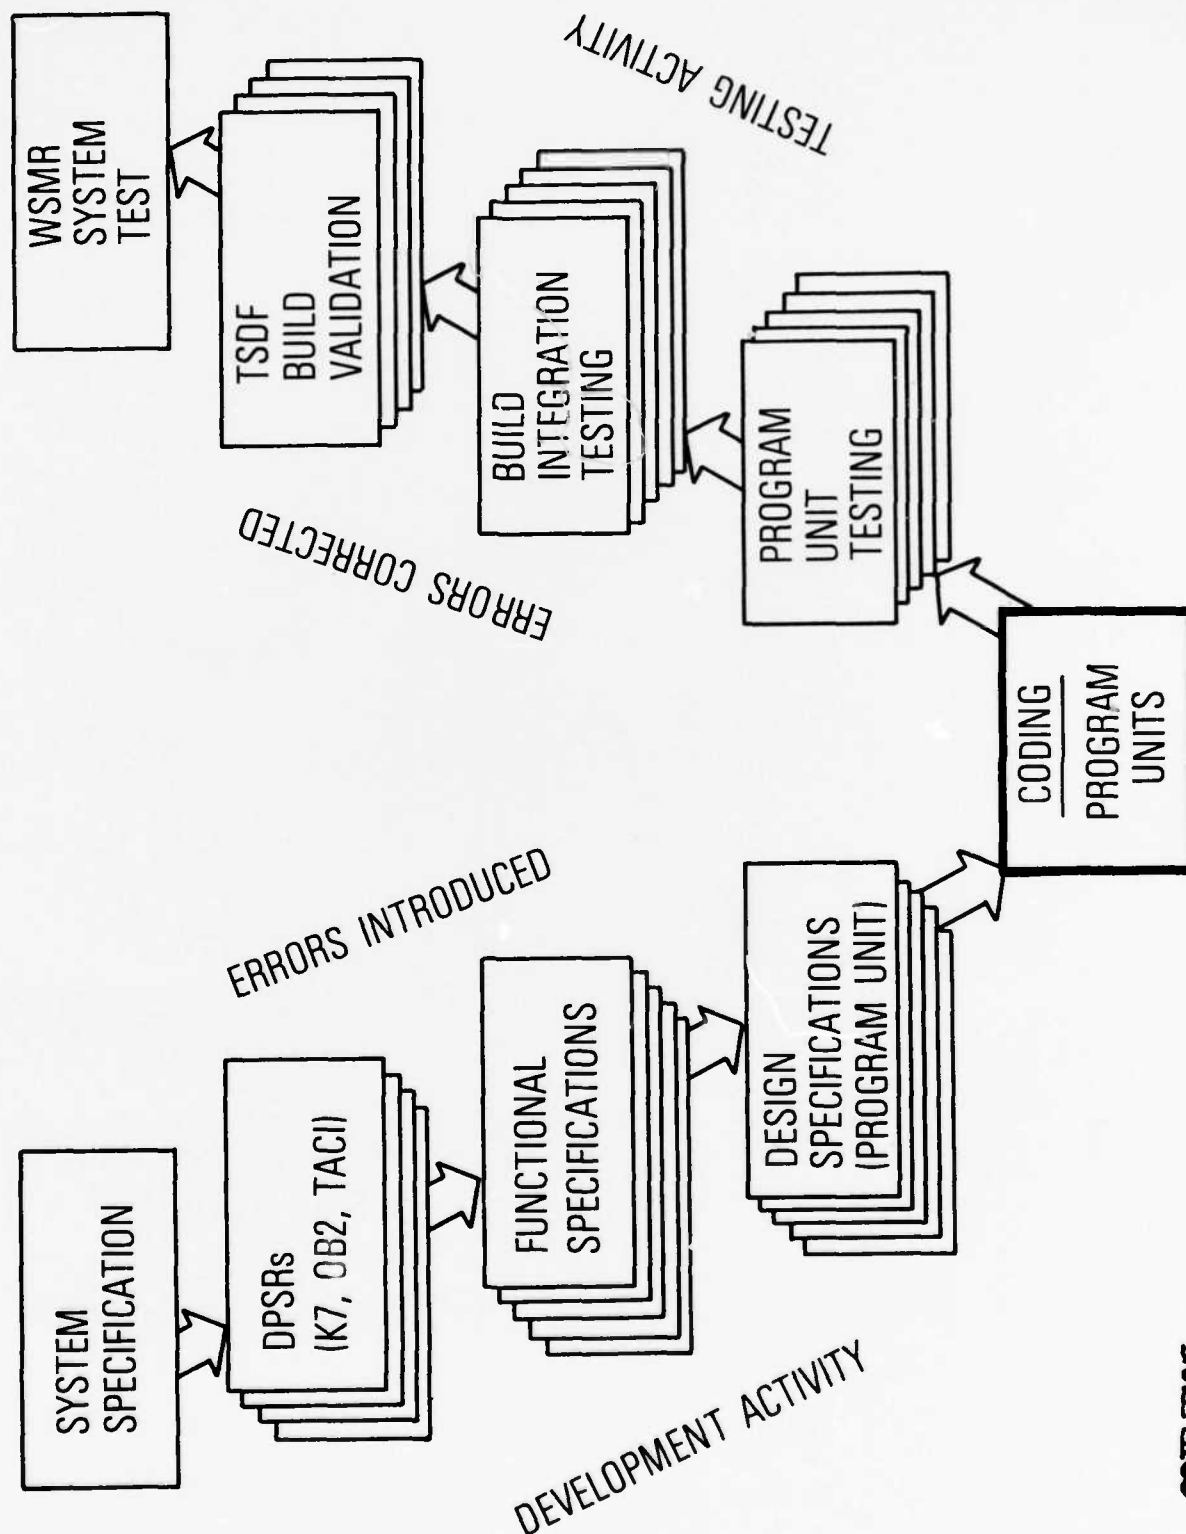 SYSTEM
SPECIFICATION
DPSRs
(K7, OB2, TACI)
FUNCTIONAL
SPECIFICATIONS
DESIGN
SPECIFICATIONS
(PROGRAM UNIT)
DEVELOPMENT ACTIVITY
ERRORS INTRODUCED
CODING
PROGRAM
UNITS
ERRORS CORRECTED
WSMR
SYSTEM
TEST
TSDF
BUILD
VALIDATION
BUILD
INTEGRATION
TESTING
PROGRAM
UNIT
TESTING
TESTING ACTIVITY